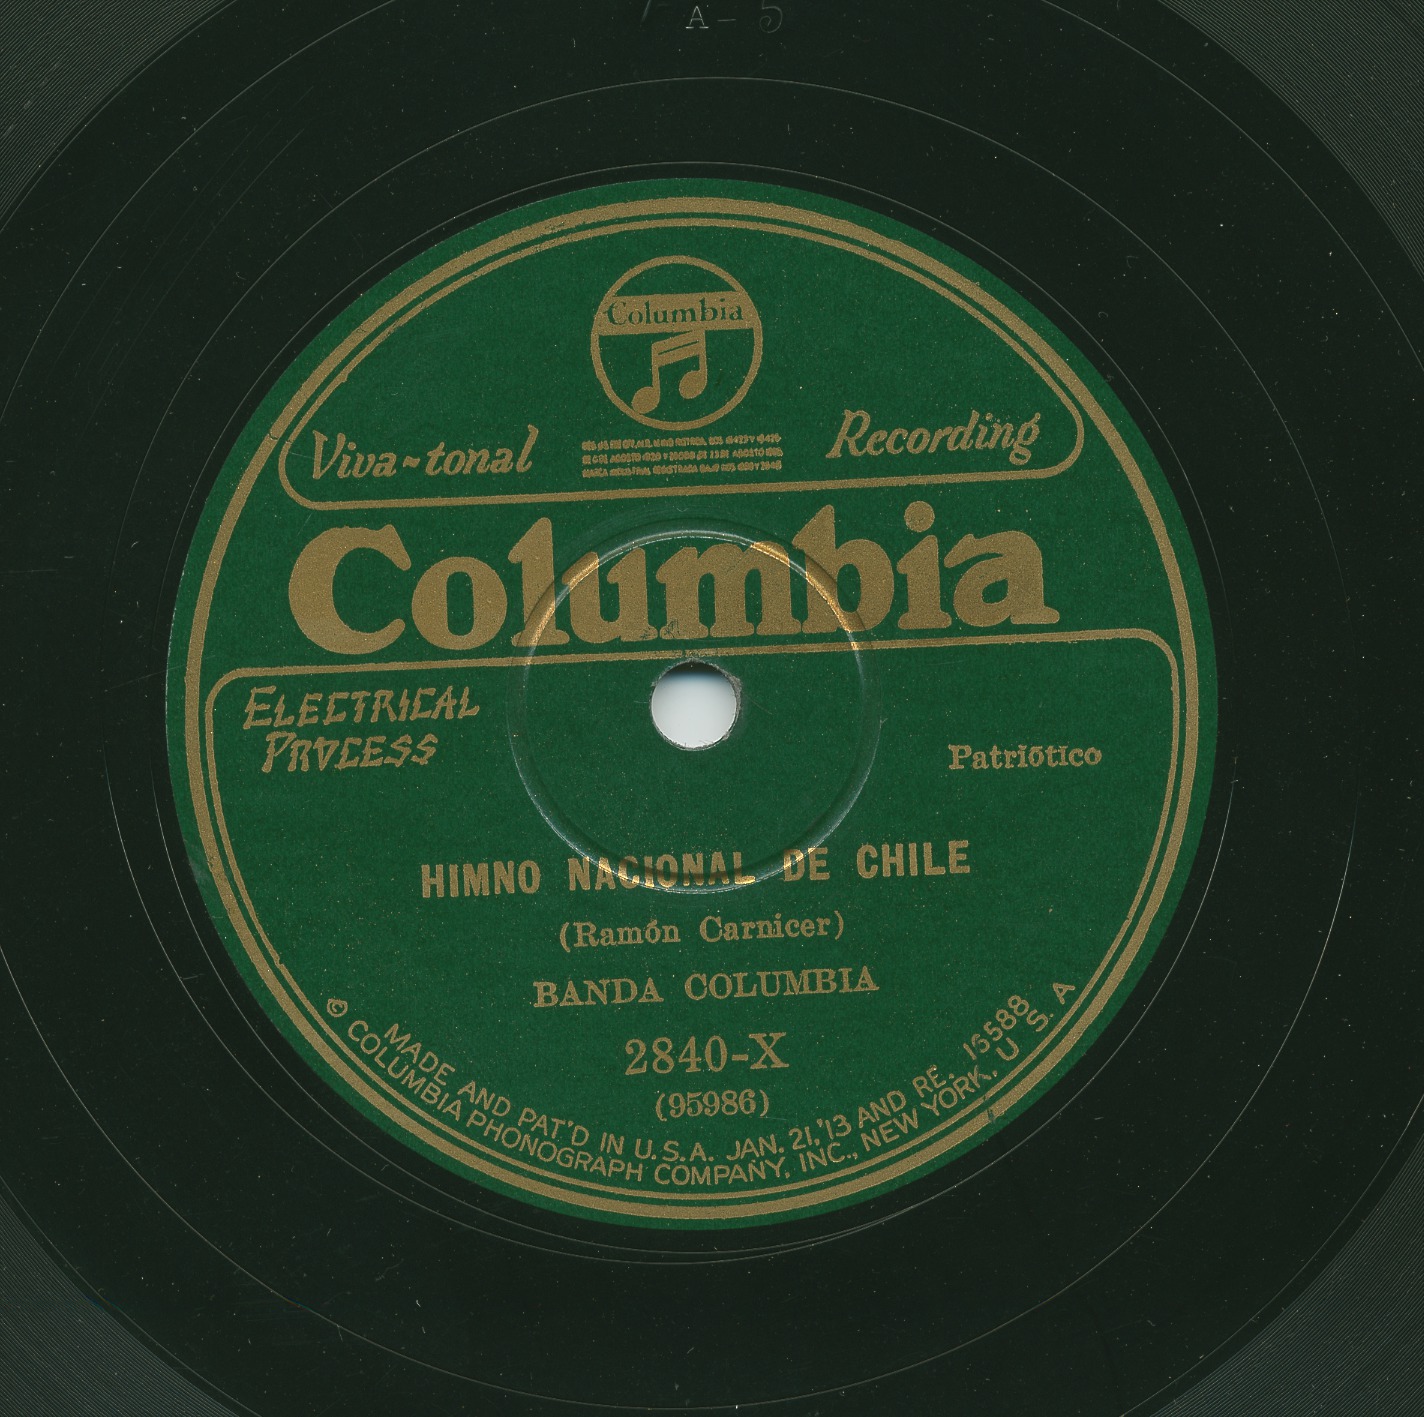 A-5
Columbia
Viva-tonal
Recording
Columbia
ELECTRICAL
PROCESS
Patriótico
HIMNO NACIONAL DE CHILE
(Ramón Carnicer)
BANDA COLUMBIA
2840-X
(95986)
MADE AND PAT'D IN U.S.A. JAN. 21,'13 AND RE. 16588
© COLUMBIA PHONOGRAPH COMPANY, INC., NEW YORK, U.S.A